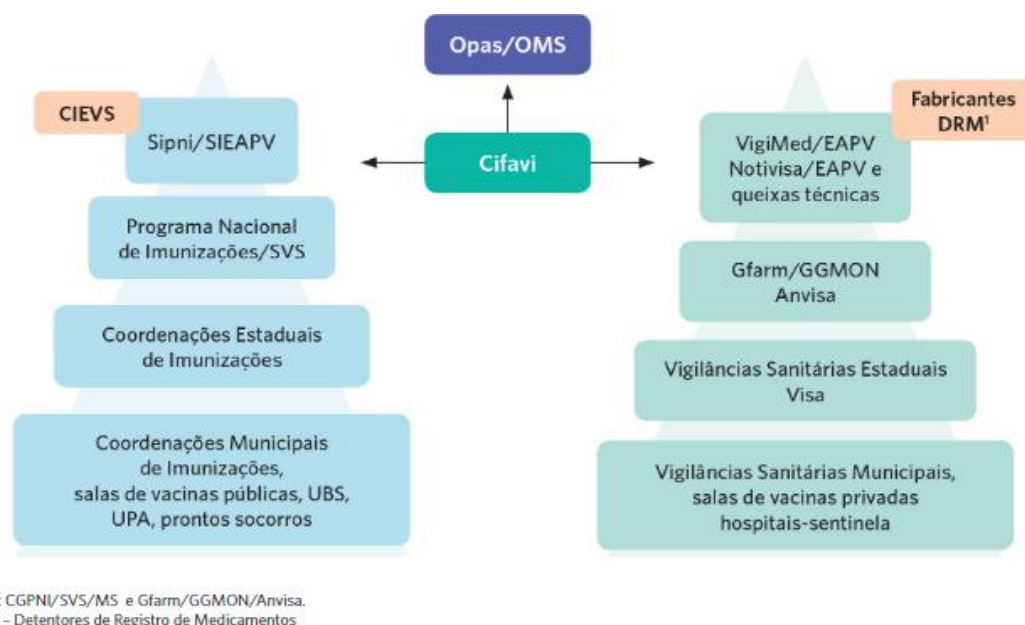 Opas/OMS
CIEVS
Sipni/SIEAPV
Cifavi
Fabricantes
DRM¹
VigiMed/EAPV
Notivisa/EAPV e
queixas técnicas
Programa Nacional
de Imunizações/SVS
Gfarm/GGMON
Anvisa
Coordenações Estaduais
de Imunizações
Vigilâncias Sanitárias Estaduais
Visa
Coordenações Municipais
de Imunizações,
salas de vacinas públicas, UBS,
UPA, prontos socorros
Vigilâncias Sanitárias Municipais,
salas de vacinas privadas
hospitais-sentinela
: CGPNI/SVS/MS e Gfarm/GGMON/Anvisa.
– Detentores de Registro de Medicamentos